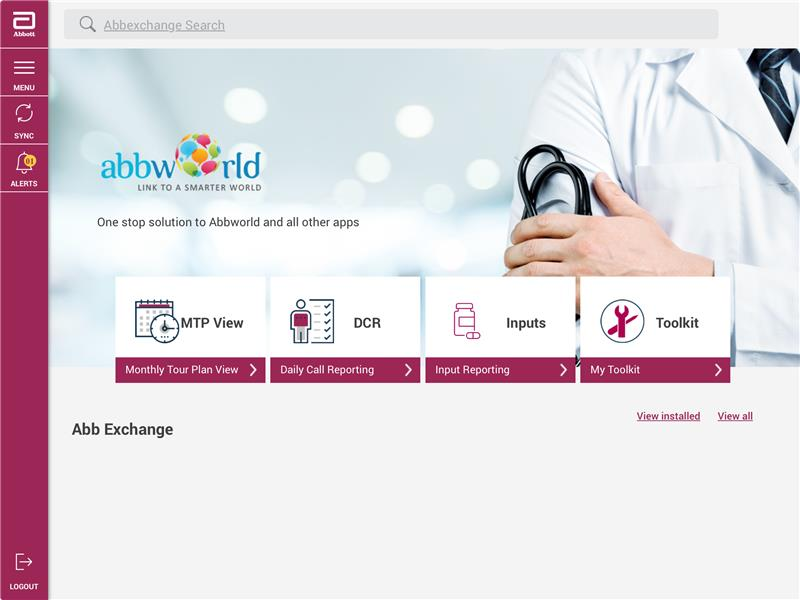 Abbott
MENU
SYNC
01
ALERTS
LOGOUT
Abbexchange Search
abbworld
LINK TO A SMARTER WORLD
One stop solution to Abbworld and all other apps
MTP View
Monthly Tour Plan View
DCR
Daily Call Reporting
Inputs
Input Reporting
Toolkit
My Toolkit
Abb Exchange
View installed
View all